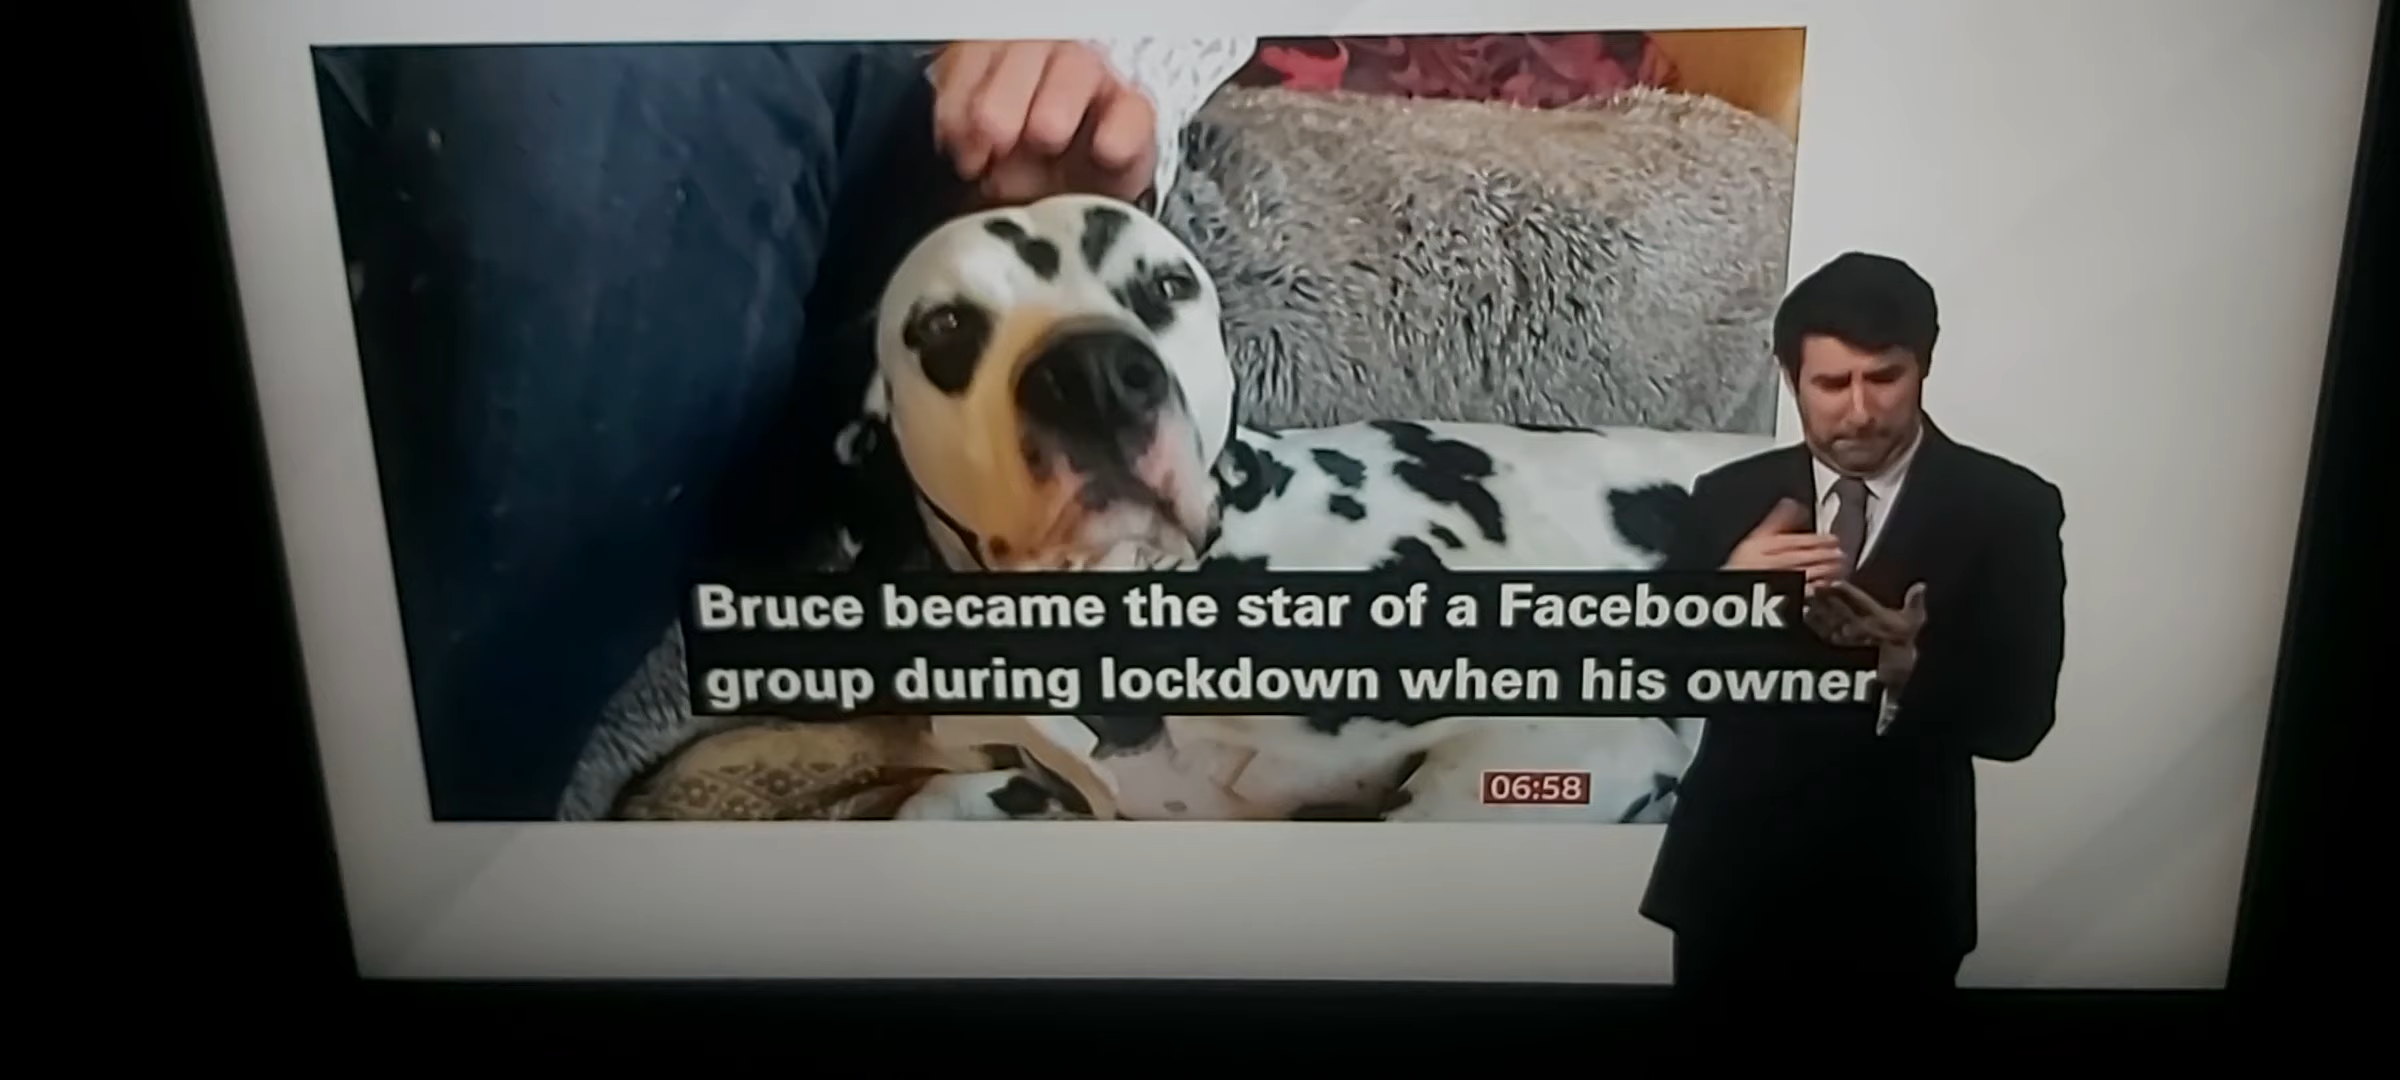 Bruce became the star of a Facebook
group during lockdown when his owner
06:58